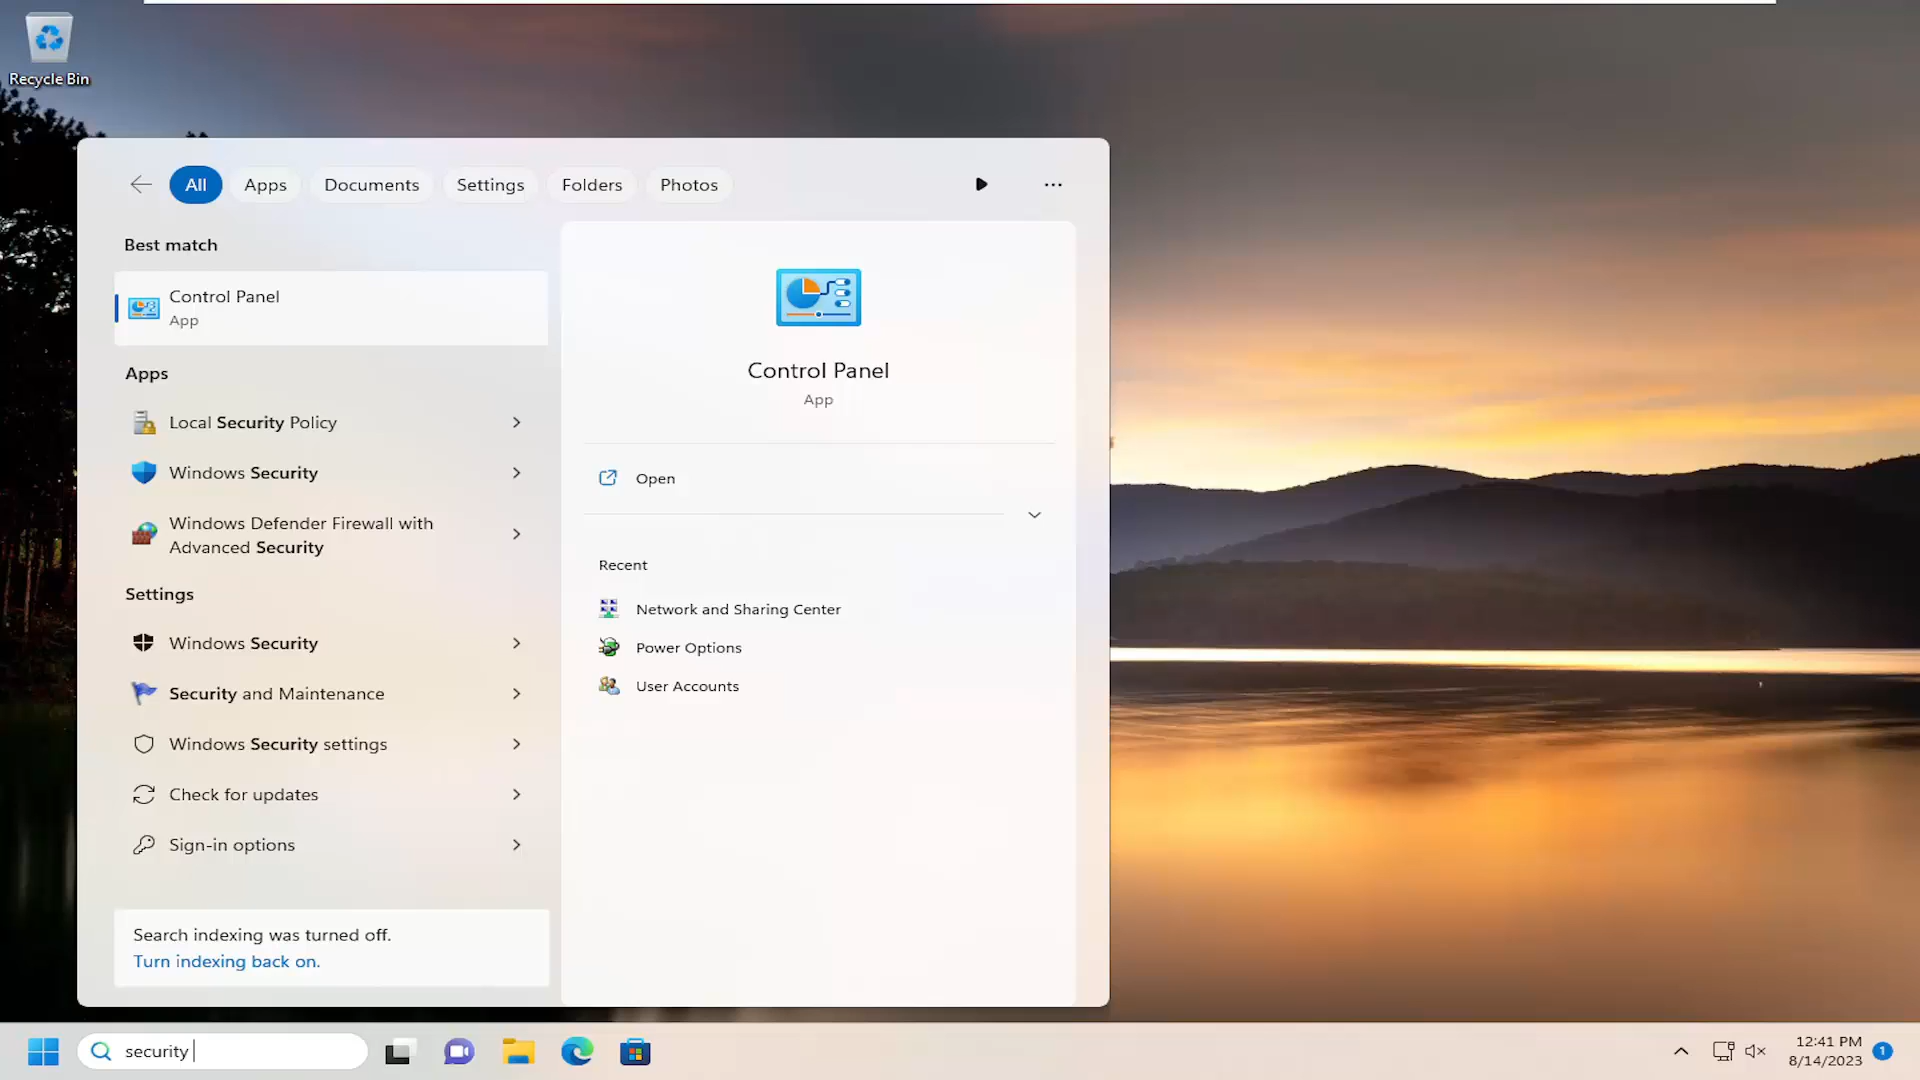 Recycle Bin
All
Apps
Documents
Settings
Folders
Photos
Best match
Control Panel
App
Apps
Local Security Policy
Windows Security
Windows Defender Firewall with
Advanced Security
Settings
Windows Security
Security and Maintenance
Windows Security settings
Check for updates
Sign-in options
Search indexing was turned off.
Turn indexing back on.
Control Panel
App
Open
Recent
Network and Sharing Center
Power Options
User Accounts
security
12:41 PM
8/14/2023
1